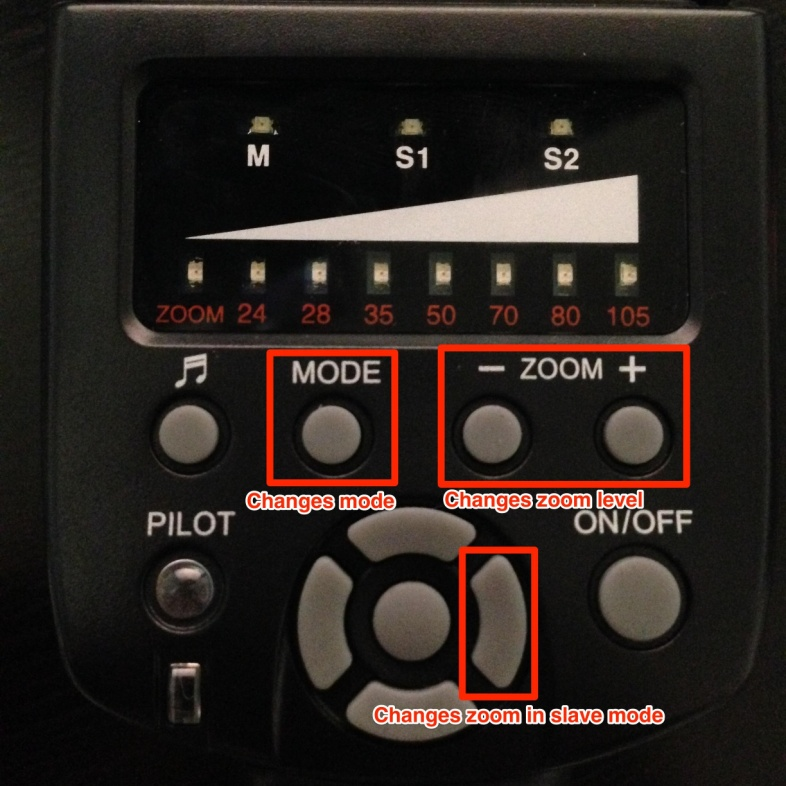 M S1 S2
ZOOM 24 28 35 50 70 80 105
MODE − ZOOM +
Changes mode Changes zoom level
PILOT ON/OFF
Changes zoom in slave mode